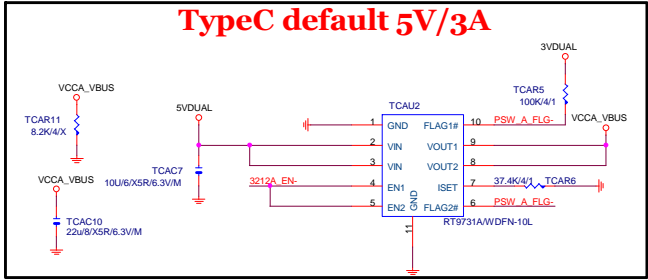 TypeC default 5V/3A
3VDUAL
VCCA_VBUS
TCAR11
8.2K/4/X
5VDUAL
TCAU2
TCAR5
100K/4/1
VCCA_VBUS
1 GND FLAG1# 10 PSW_A_FLG-
2 VIN VOUT1 9
3 VIN VOUT2 8
TCAC7
10U/6/X5R/6.3V/M
3212A_EN- 4 EN1 ISET 7 37.4K/4/1 TCAR6
5 EN2 GND FLAG2# 6 PSW_A_FLG-
11
RT9731A/WDFN-10L
VCCA_VBUS
TCAC10
22u/8/X5R/6.3V/M